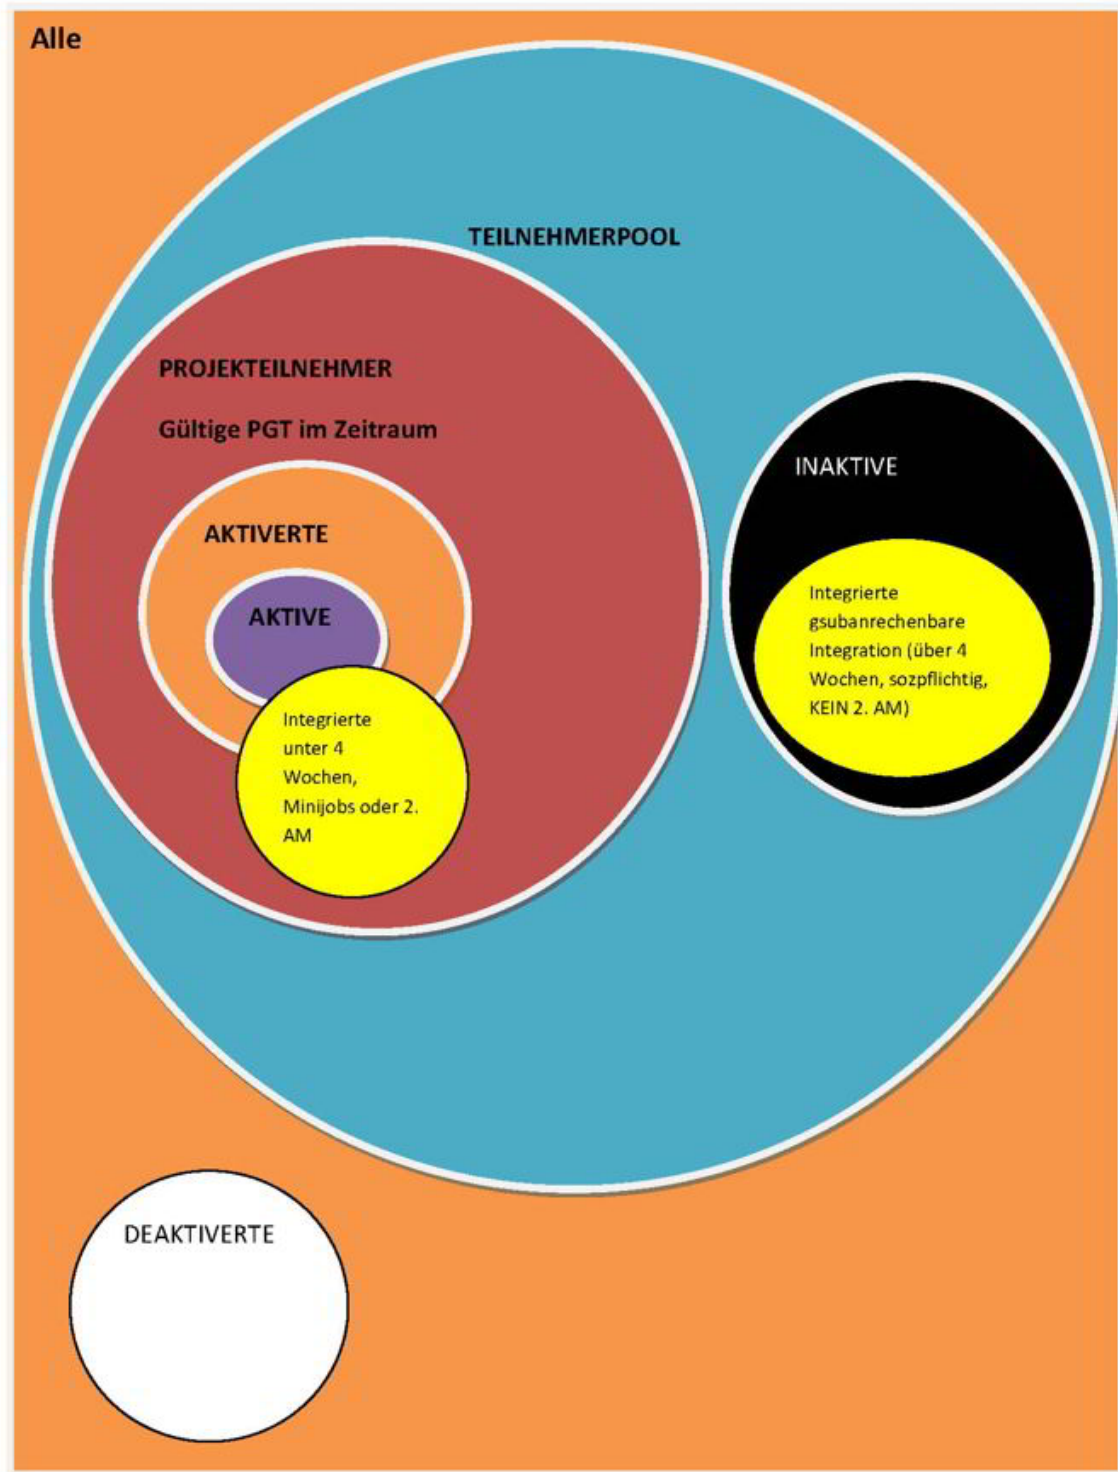 Alle
TEILNEHMERPOOL
PROJEKTEILNEHMER
Gültige PGT im Zeitraum
INAKTIVE
AKTIVERTE
Integrierte
gsubanrechenbare
Integration (über 4
Wochen, sozpflichtig,
KEIN 2. AM)
AKTIVE
Integrierte
unter 4
Wochen,
Minijobs oder 2.
AM
DEAKTIVERTE